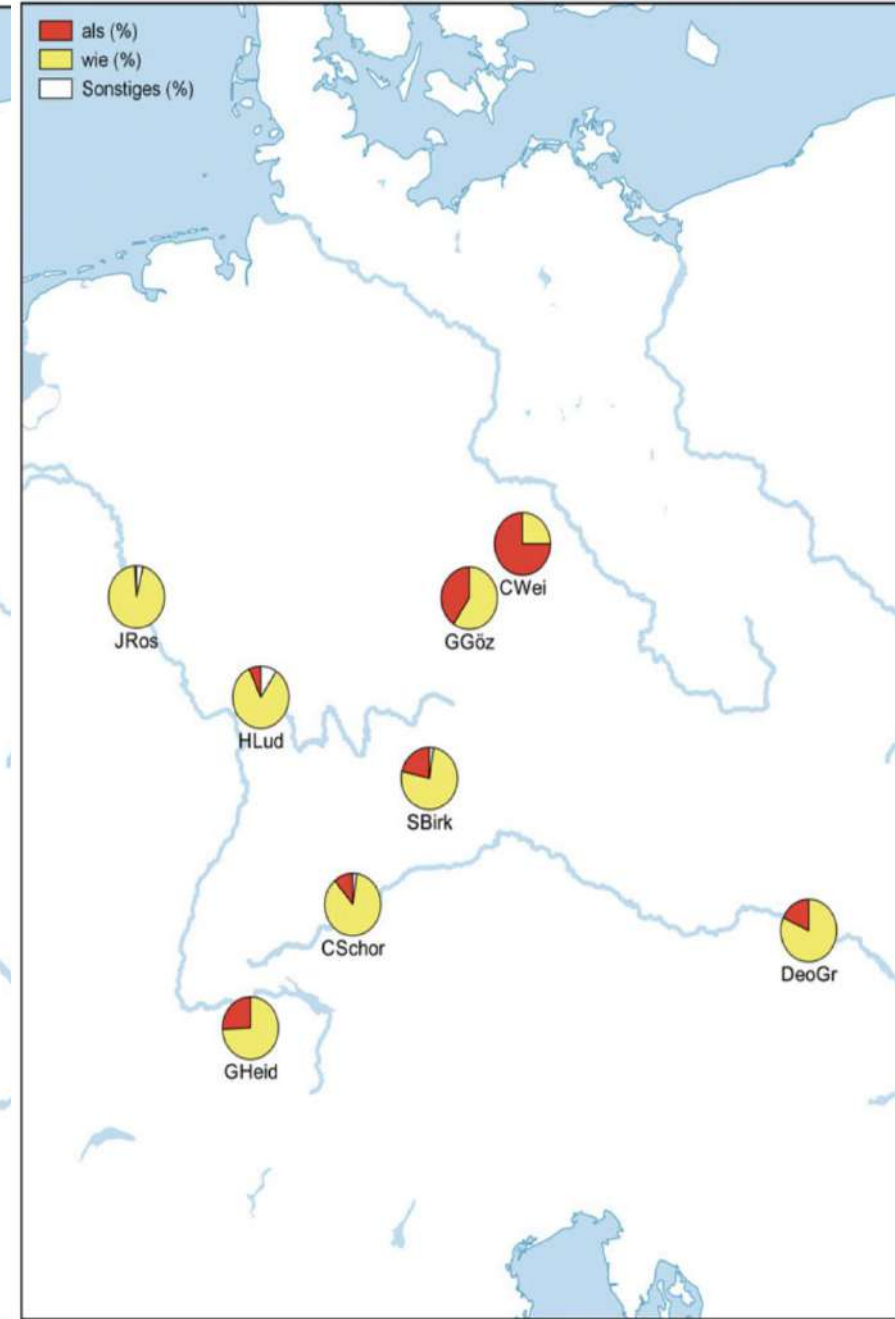 als (%)
wie (%)
Sonstiges (%)
CWei
JRos
GGöz
HLud
SBirk
CSchor
DeoGr
GHeid